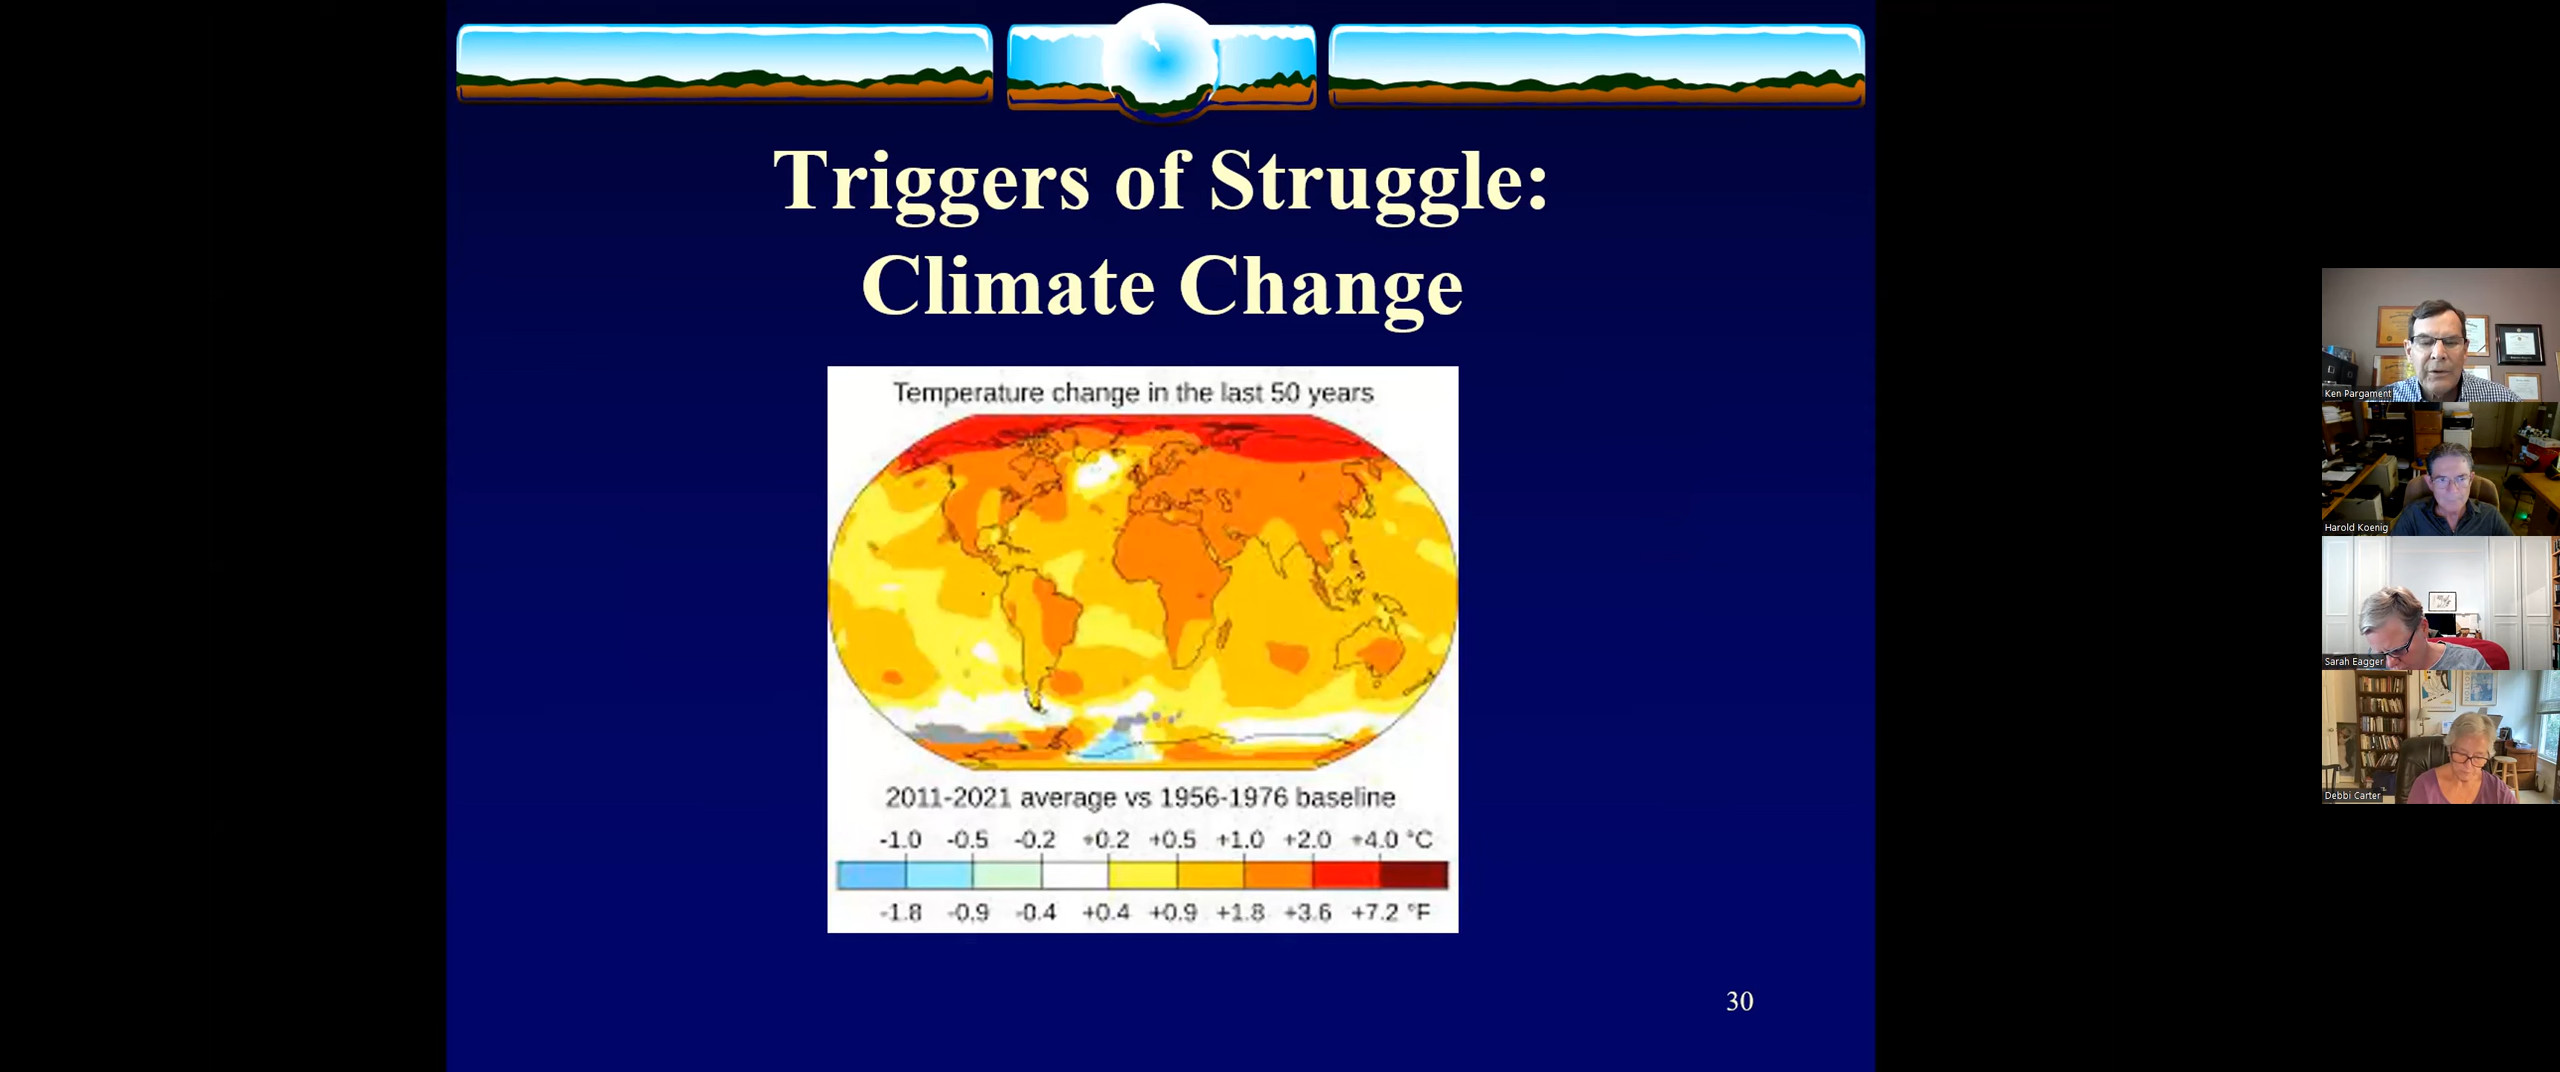 Triggers of Struggle:
Climate Change
Temperature change in the last 50 years
2011-2021 average vs 1956-1976 baseline
-1.0 -0.5 -0.2 +0.2 +0.5 +1.0 +2.0 +4.0 °C
-1.8 -0.9 -0.4 +0.4 +0.9 +1.8 +3.6 +7.2 °F
30
Ken Pargament
Harold Koenig
Sarah Eagger
Debbi Carter